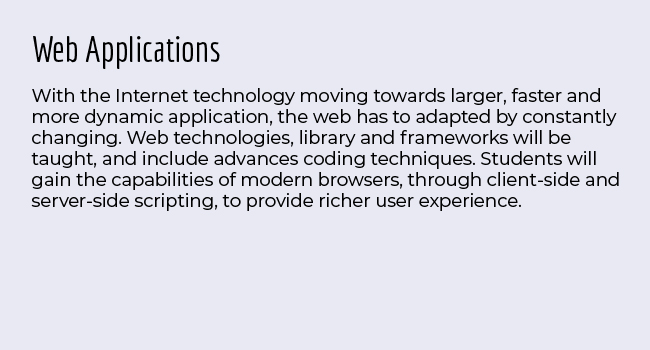 Web Applications
With the Internet technology moving towards larger, faster and
more dynamic application, the web has to adapted by constantly
changing. Web technologies, library and frameworks will be
taught, and include advances coding techniques. Students will
gain the capabilities of modern browsers, through client-side and
server-side scripting, to provide richer user experience.